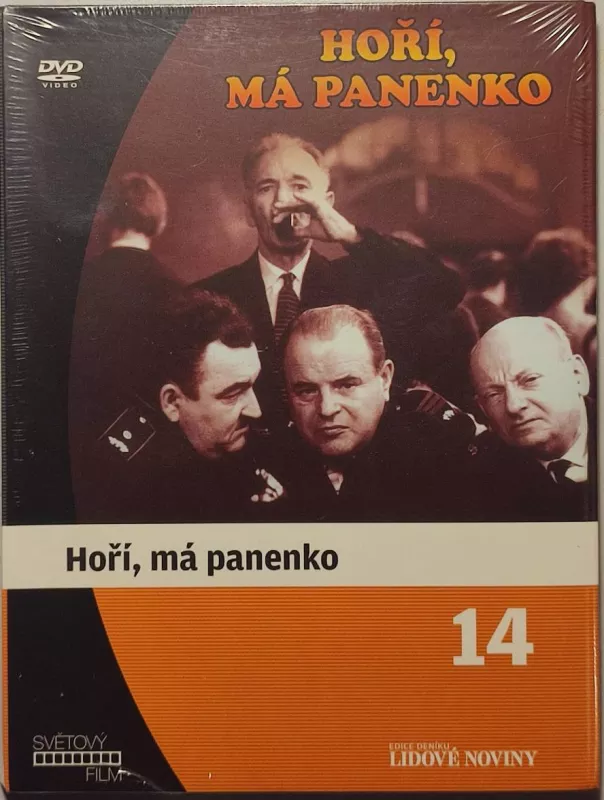 DVD
VIDEO
HOŘÍ,
MÁ PANENKO
Hoří, má panenko
14
SVĚTOVÝ
FILM
EDICE DENÍKU
LIDOVÉ NOVINY